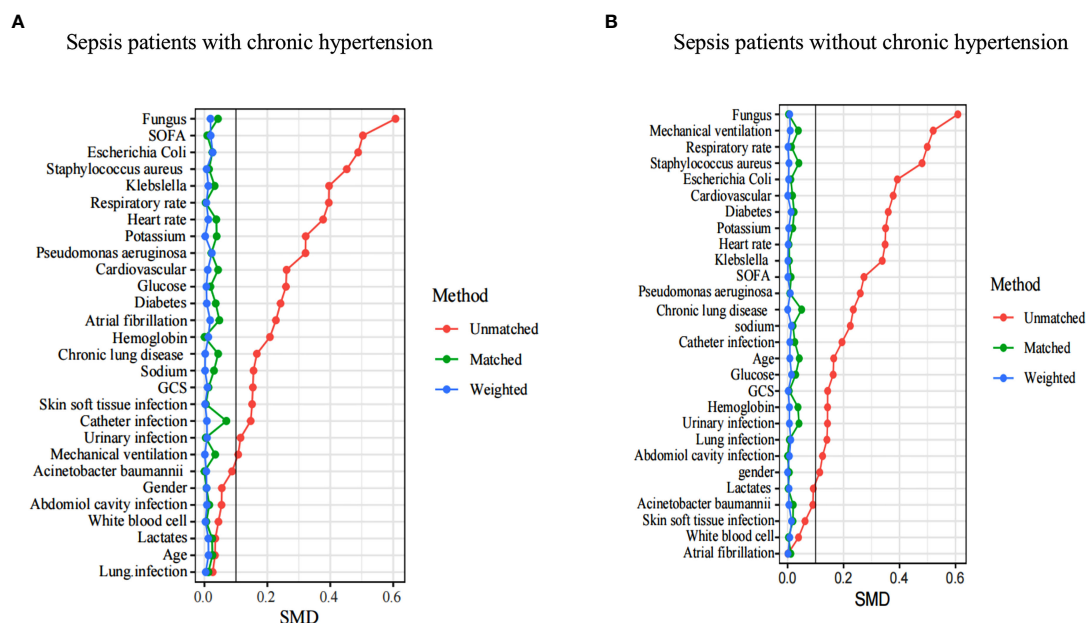 A
Sepsis patients with chronic hypertension
Fungus
SOFA
Escherichia Coli
Staphylococcus aureus
Klebslella
Respiratory rate
Heart rate
Potassium
Pseudomonas aeruginosa
Cardiovascular
Glucose
Diabetes
Atrial fibrillation
Hemoglobin
Chronic lung disease
Sodium
GCS
Skin soft tissue infection
Catheter infection
Urinary infection
Mechanical ventilation
Acinetobacter baumannii
Gender
Abdomiol cavity infection
White blood cell
Lactates
Age
Lung.infection
0.0 0.2 0.4 0.6
SMD
Method
Unmatched
Matched
Weighted
B
Sepsis patients without chronic hypertension
Fungus
Mechanical ventilation
Respiratory rate
Staphylococcus aureus
Escherichia Coli
Cardiovascular
Diabetes
Potassium
Heart rate
Klebslella
SOFA
Pseudomonas aeruginosa
Chronic lung disease
sodium
Catheter infection
Age
Glucose
GCS
Hemoglobin
Urinary infection
Lung infection
Abdomiol cavity infection
gender
Lactates
Acinetobacter baumannii
Skin soft tissue infection
White blood cell
Atrial fibrillation
0.0 0.2 0.4 0.6
SMD
Method
Unmatched
Matched
Weighted